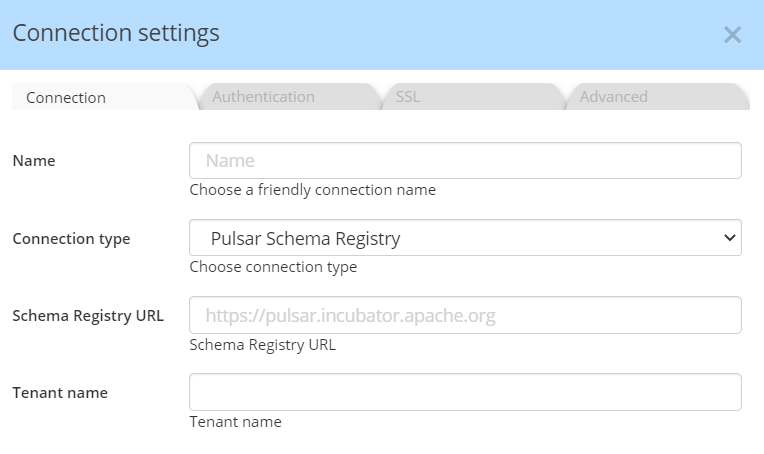 Connection settings
Connection Authentication SSL Advanced
Name Name
Choose a friendly connection name
Connection type Pulsar Schema Registry
Choose connection type
Schema Registry URL https://pulsar.incubator.apache.org
Schema Registry URL
Tenant name
Tenant name